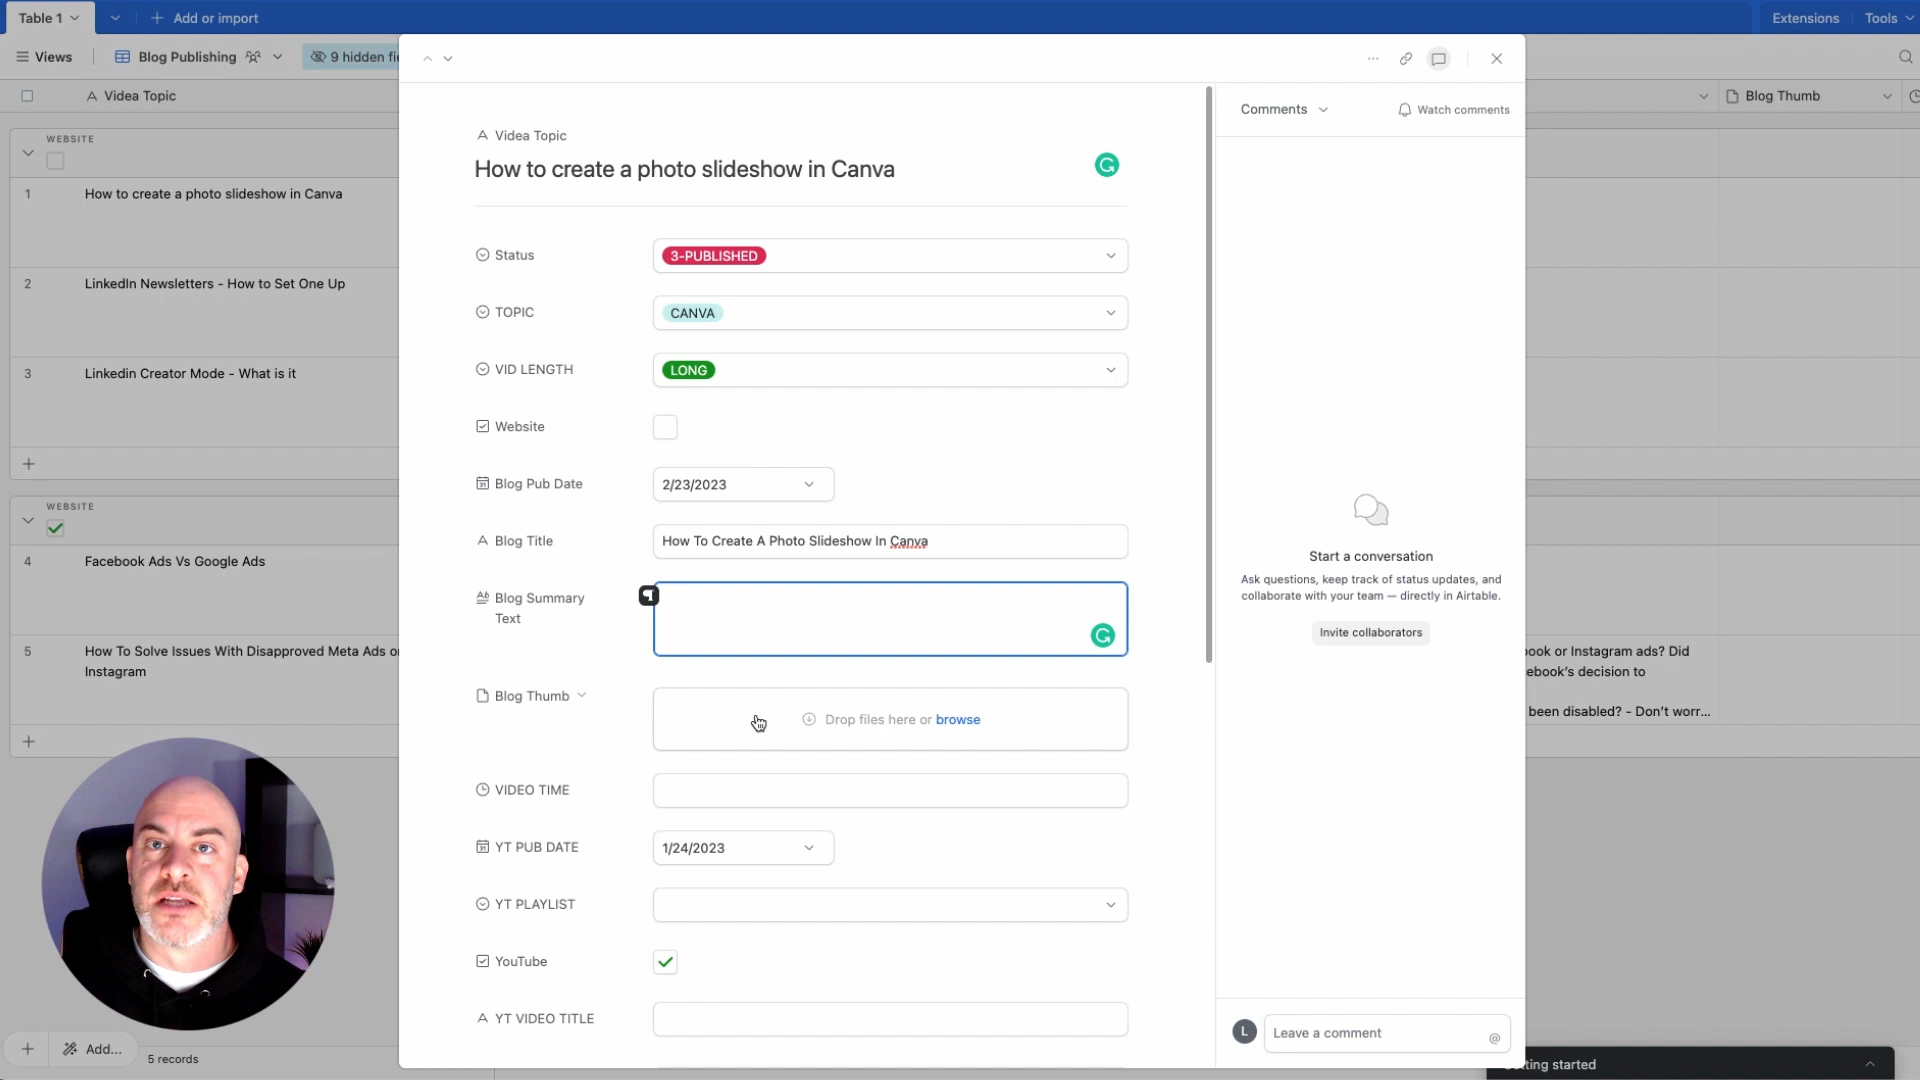 Table 1
Add or import
Extensions
Tools
Views
Blog Publishing
9 hidden fie
Videa Topic
Blog Thumb
WEBSITE
1
How to create a photo slideshow in Canva
2
LinkedIn Newsletters - How to Set One Up
3
Linkedin Creator Mode - What is it
WEBSITE
4
Facebook Ads Vs Google Ads
5
How To Solve Issues With Disapproved Meta Ads or
Instagram
Add...
5 records
Videa Topic
How to create a photo slideshow in Canva
Status
3-PUBLISHED
TOPIC
CANVA
VID LENGTH
LONG
Website
Blog Pub Date
2/23/2023
Blog Title
How To Create A Photo Slideshow In Canva
Blog Summary
Text
Blog Thumb
Drop files here or browse
VIDEO TIME
YT PUB DATE
1/24/2023
YT PLAYLIST
YouTube
YT VIDEO TITLE
Comments
Watch comments
Start a conversation
Ask questions, keep track of status updates, and
collaborate with your team — directly in Airtable.
Invite collaborators
L
Leave a comment
@
ook or Instagram ads? Did
ebook's decision to
been disabled? - Don't worr...
tting started